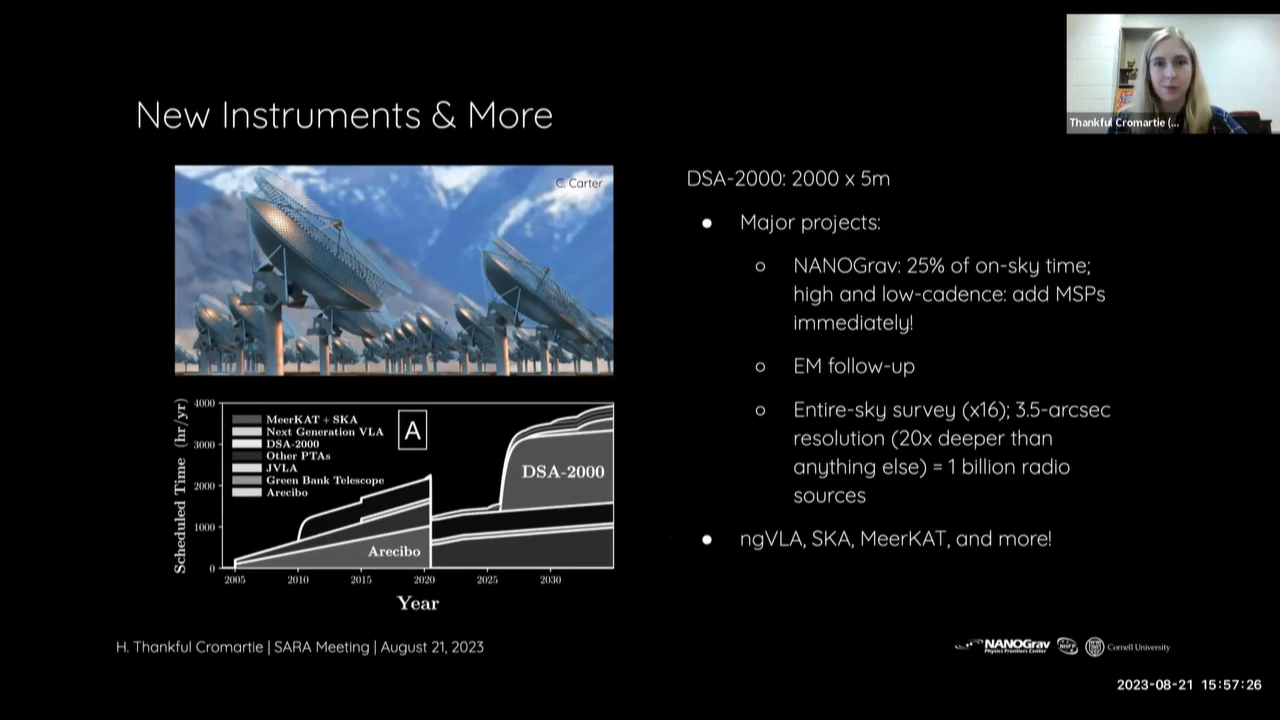 Thankful Cromartie (...
New Instruments & More
C. Carter
DSA-2000: 2000 x 5m
● Major projects:
○ NANOGrav: 25% of on-sky time;
high and low-cadence: add MSPs
immediately!
○ EM follow-up
○ Entire-sky survey (x16); 3.5-arcsec
resolution (20x deeper than
anything else) = 1 billion radio
sources
● ngVLA, SKA, MeerKAT, and more!
Scheduled Time (hr/yr)
4000
3000
2000
1000
0
MeerKAT + SKA
Next Generation VLA
DSA-2000
Other PTAs
JVLA
Green Bank Telescope
Arecibo
A
DSA-2000
Arecibo
2005 2010 2015 2020 2025 2030
Year
H. Thankful Cromartie | SARA Meeting | August 21, 2023
NANOGrav
Physics Frontiers Center
NHFP
Cornell University
2023-08-21 15:57:26